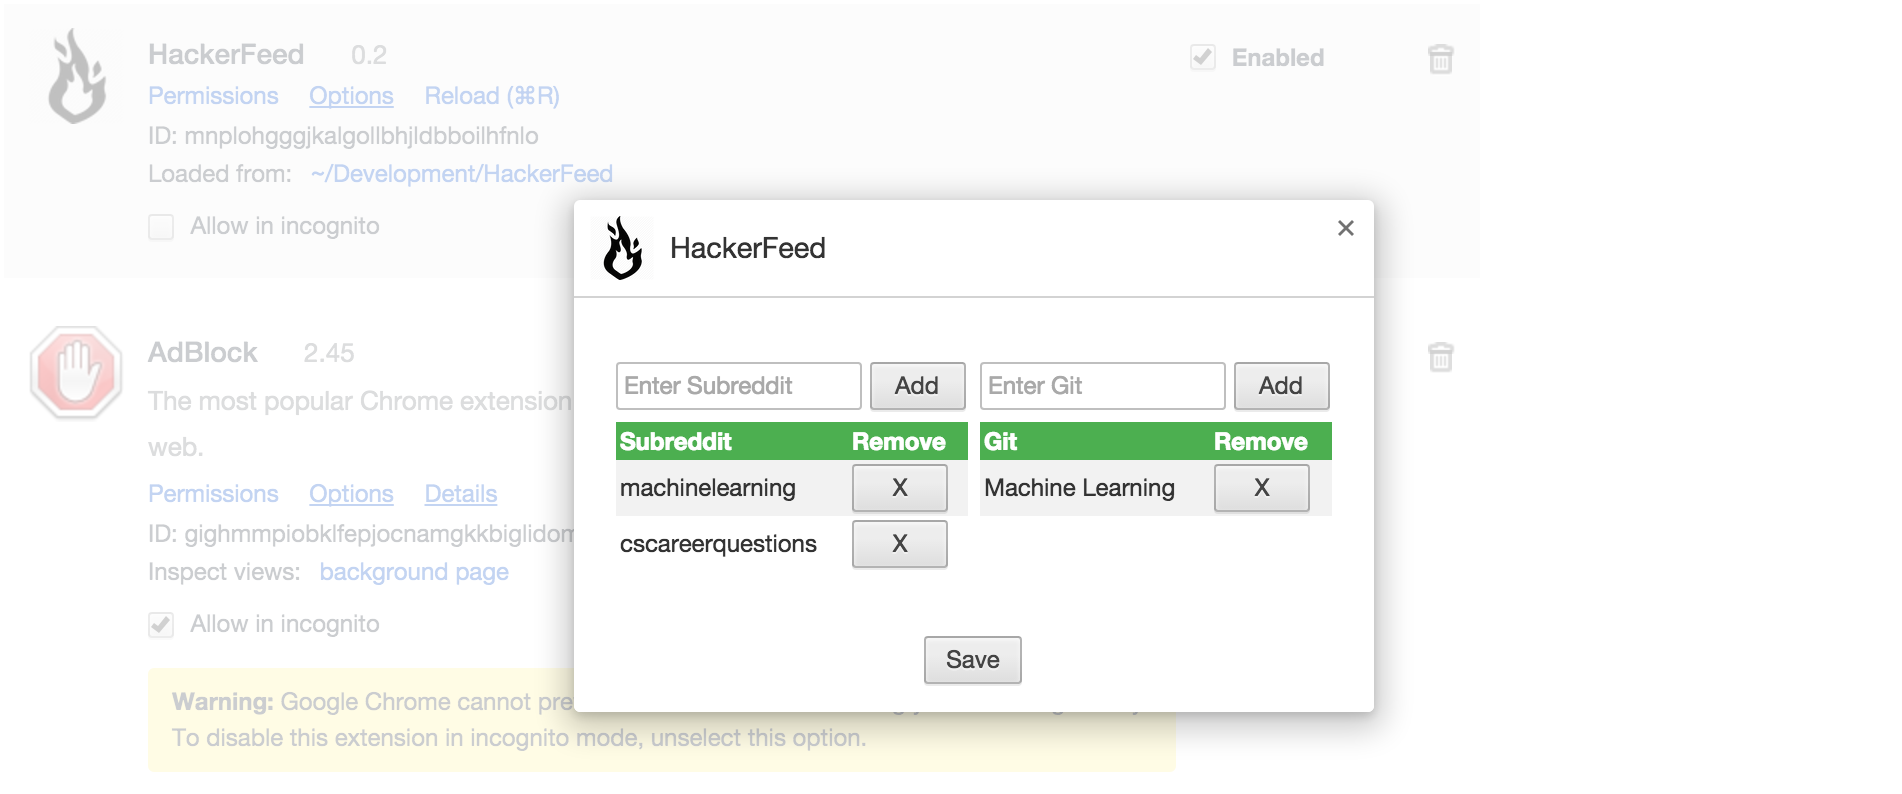 HackerFeed 0.2
Enabled
Permissions Options Reload (⌘R)
ID: mnplohgggjkalgollbhjldbboilhfnlo
Loaded from: ~/Development/HackerFeed
Allow in incognito
AdBlock 2.45
The most popular Chrome extension
web.
Permissions Options Details
ID: gighmmpiobklfepjocnamgkkbiglidom
Inspect views: background page
Allow in incognito
Warning: Google Chrome cannot
To disable this extension in incognito mode, unselect this option.
HackerFeed
×
Enter Subreddit Add Enter Git Add
Subreddit Remove Git Remove
machinelearning X Machine Learning X
cscareerquestions X
Save